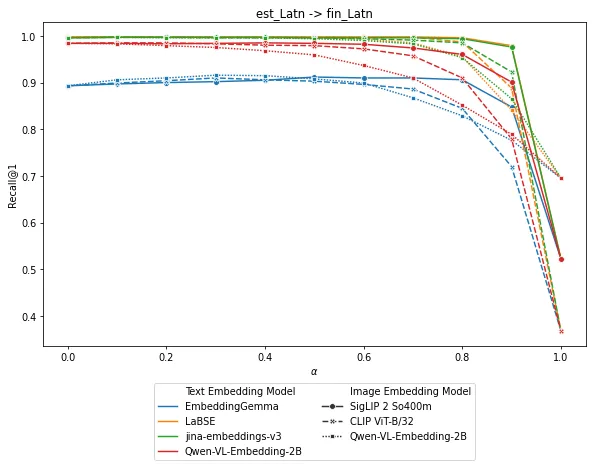 est_Latn -> fin_Latn
1.0
0.9
0.8
0.7
0.6
0.5
0.4
Recall@1
0.0 0.2 0.4 0.6 0.8 1.0
α
Text Embedding Model Image Embedding Model
EmbeddingGemma SigLIP 2 So400m
LaBSE CLIP ViT-B/32
jina-embeddings-v3 Qwen-VL-Embedding-2B
Qwen-VL-Embedding-2B